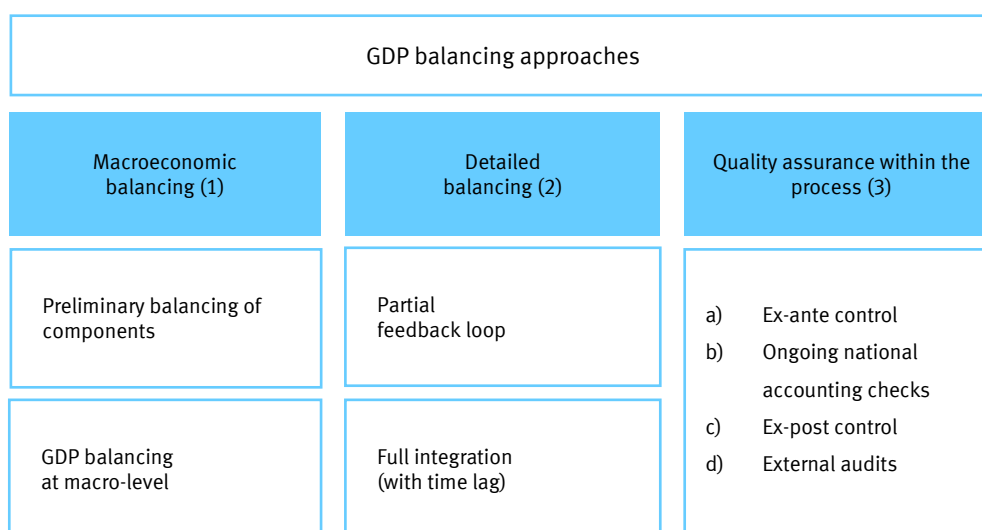 GDP balancing approaches
Macroeconomic
balancing (1)
Detailed
balancing (2)
Quality assurance within the
process (3)
Preliminary balancing of
components
Partial
feedback loop
a) Ex-ante control
b) Ongoing national
accounting checks
c) Ex-post control
d) External audits
GDP balancing
at macro-level
Full integration
(with time lag)